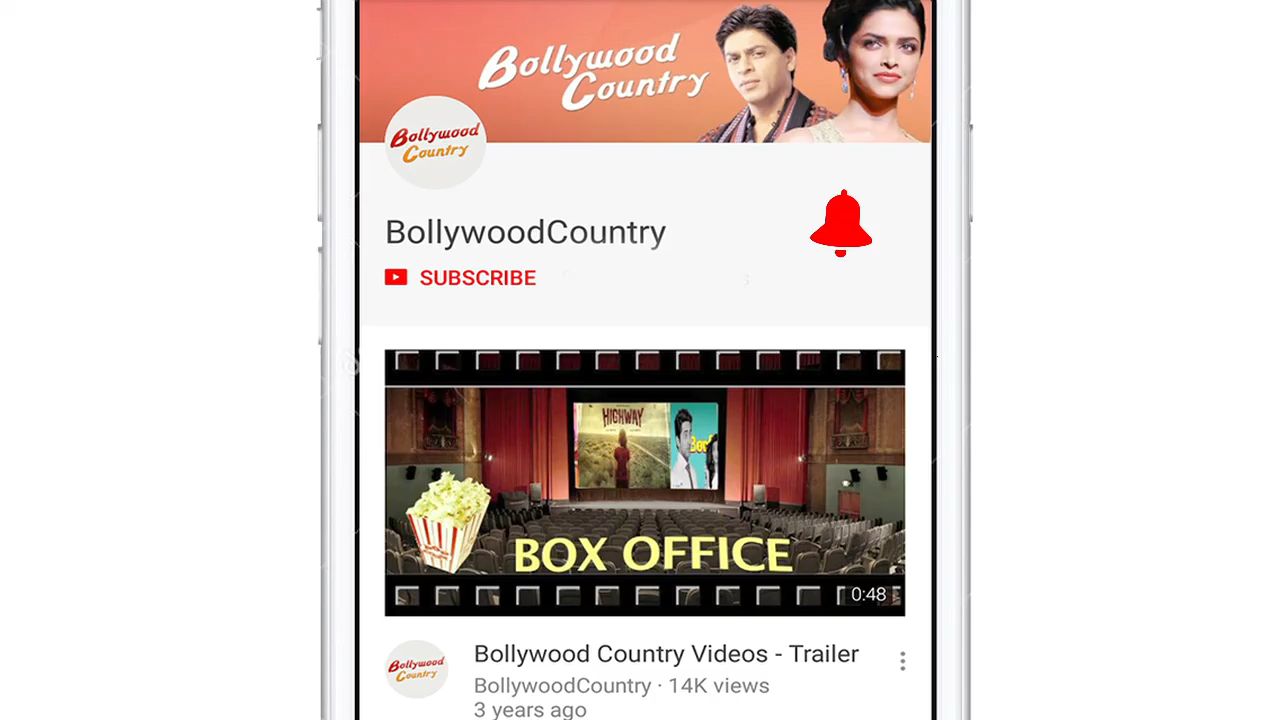 Bollywood
Country
Bollywood
Country
BollywoodCountry
SUBSCRIBE
HIGHWAY
BOX OFFICE
0:48
Bollywood Country Videos - Trailer
Bollywood
Country
BollywoodCountry · 14K views
3 years ago